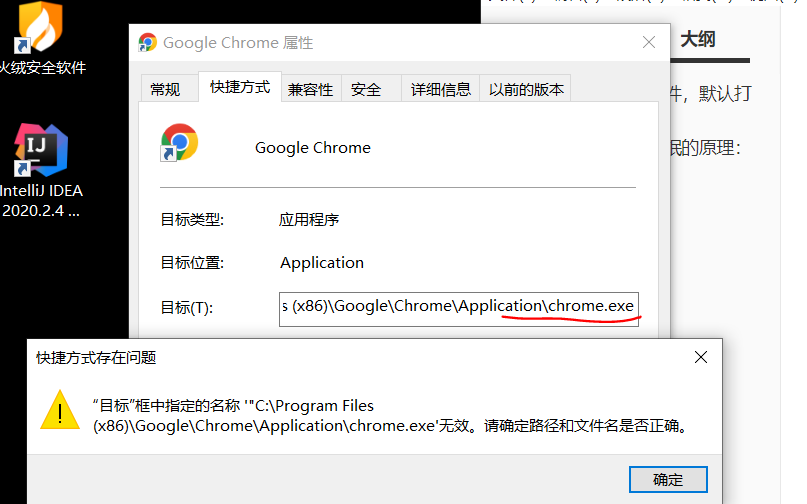 火绒安全软件
IntelliJ IDEA
2020.2.4 ...
Google Chrome 属性
常规
快捷方式
兼容性
安全
详细信息
以前的版本
Google Chrome
目标类型:
应用程序
目标位置:
Application
目标(T):
s (x86)\Google\Chrome\Application\chrome.exe
大纲
件，默认打
的原理：
快捷方式存在问题
“目标”框中指定的名称 '"C:\Program Files
(x86)\Google\Chrome\Application\chrome.exe'无效。请确定路径和文件名是否正确。
确定